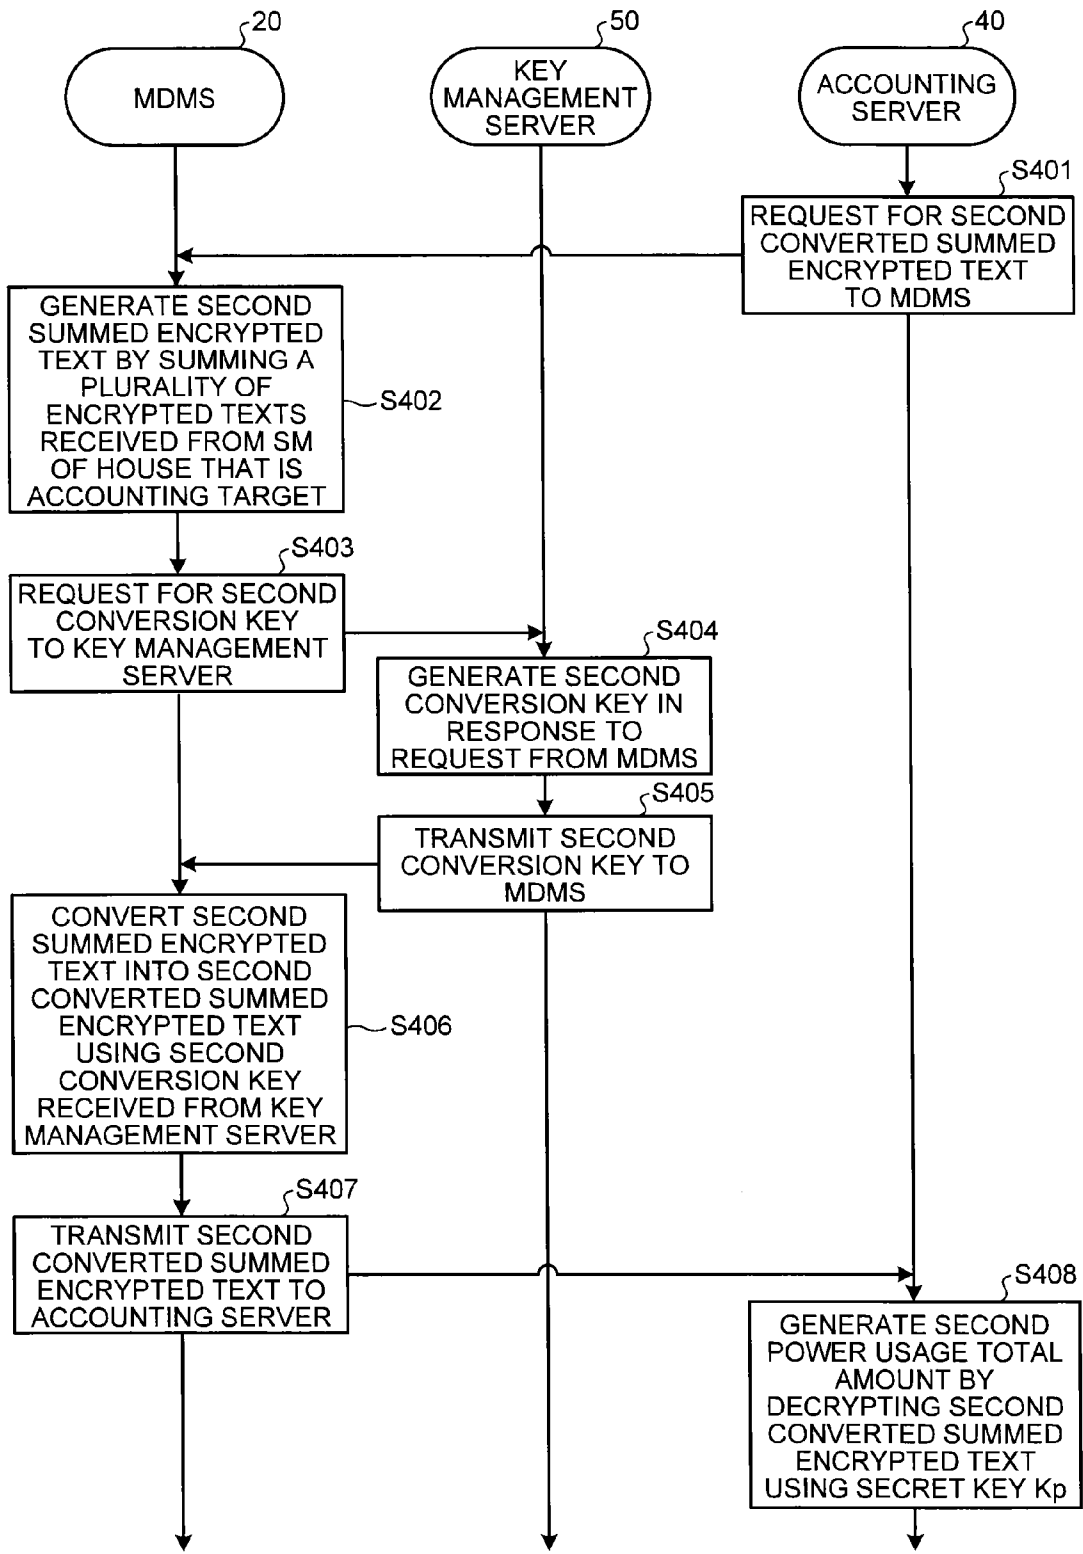 20
50
40
MDMS
KEY
MANAGEMENT
SERVER
ACCOUNTING
SERVER
S401
REQUEST FOR SECOND
CONVERTED SUMMED
ENCRYPTED TEXT
TO MDMS
GENERATE SECOND
SUMMED ENCRYPTED
TEXT BY SUMMING A
PLURALITY OF
ENCRYPTED TEXTS
RECEIVED FROM SM
OF HOUSE THAT IS
ACCOUNTING TARGET
S402
S403
REQUEST FOR SECOND
CONVERSION KEY
TO KEY MANAGEMENT
SERVER
S404
GENERATE SECOND
CONVERSION KEY IN
RESPONSE TO
REQUEST FROM MDMS
S405
TRANSMIT SECOND
CONVERSION KEY TO
MDMS
CONVERT SECOND
SUMMED ENCRYPTED
TEXT INTO SECOND
CONVERTED SUMMED
ENCRYPTED TEXT
USING SECOND
CONVERSION KEY
RECEIVED FROM KEY
MANAGEMENT SERVER
S406
S407
TRANSMIT SECOND
CONVERTED SUMMED
ENCRYPTED TEXT TO
ACCOUNTING SERVER
S408
GENERATE SECOND
POWER USAGE TOTAL
AMOUNT BY
DECRYPTING SECOND
CONVERTED SUMMED
ENCRYPTED TEXT
USING SECRET KEY Kp